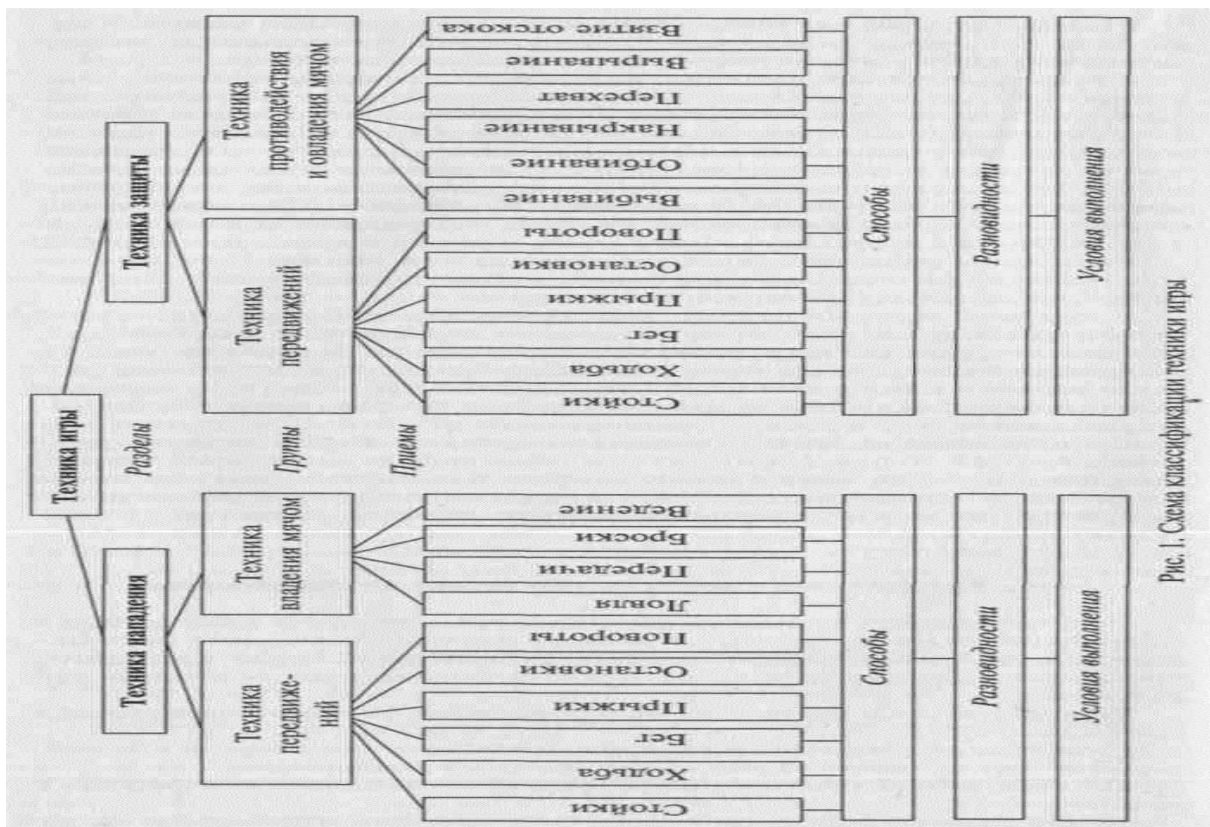 Техника игры
Разделы
Техника нападения
Техника защиты
Группы
Техника
передвиже-
ний
Техника
владения мячом
Техника
передвижений
Техника
противодействия
и овладения мячом
Приемы
Стойки
Ходьба
Бег
Прыжки
Остановки
Повороты
Ловля
Передачи
Броски
Ведение
Стойки
Ходьба
Бег
Прыжки
Остановки
Повороты
Выбивание
Отбивание
Накрывание
Перехват
Вырывание
Взятие отскока
Способы
Способы
Разновидности
Разновидности
Условия выполнения
Условия выполнения
Рис. 1. Схема классификации техники игры